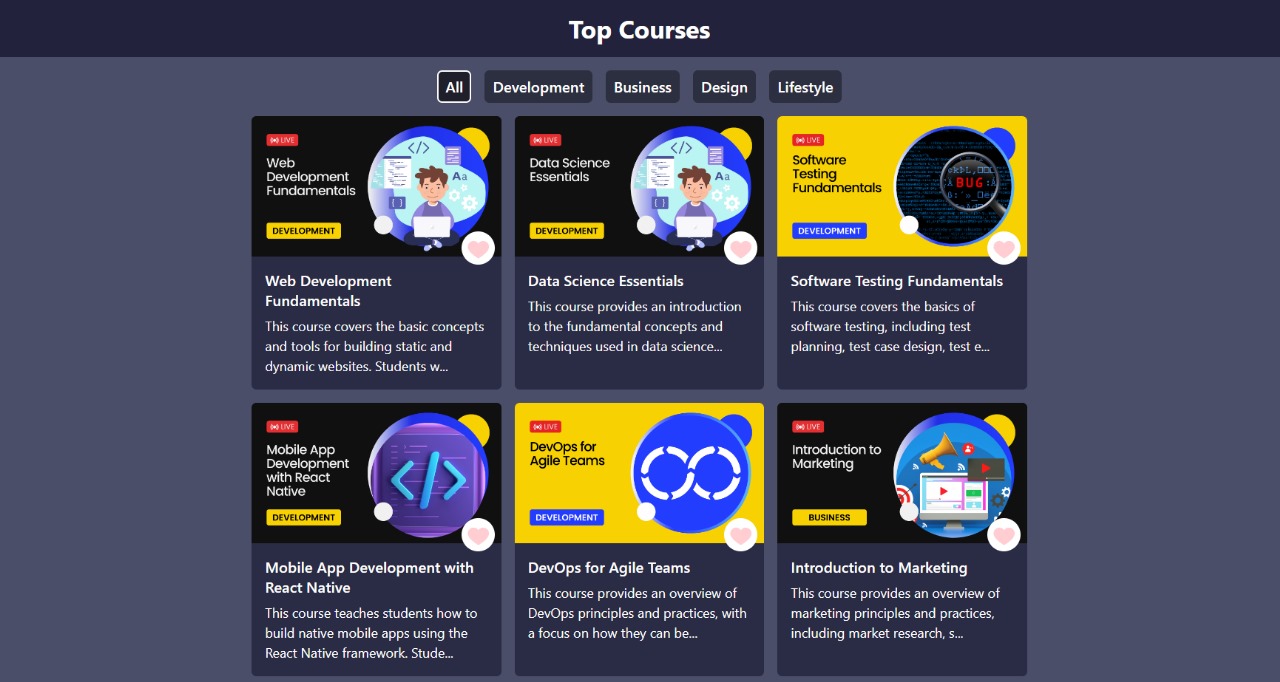 Top Courses
All
Development
Business
Design
Lifestyle
LIVE
Web
Development
Fundamentals
DEVELOPMENT
</>
Aa
{ }
Web Development
Fundamentals
This course covers the basic concepts
and tools for building static and
dynamic websites. Students w...
LIVE
Data Science
Essentials
DEVELOPMENT
</>
Aa
{ }
Data Science Essentials
This course provides an introduction
to the fundamental concepts and
techniques used in data science...
LIVE
Software
Testing
Fundamentals
DEVELOPMENT
BUG
Software Testing Fundamentals
This course covers the basics of
software testing, including test
planning, test case design, test e...
LIVE
Mobile App
Development
with React
Native
DEVELOPMENT
</>
Mobile App Development with
React Native
This course teaches students how to
build native mobile apps using the
React Native framework. Stude...
LIVE
DevOps for
Agile Teams
DEVELOPMENT
DevOps for Agile Teams
This course provides an overview of
DevOps principles and practices, with
a focus on how they can be...
LIVE
Introduction to
Marketing
BUSINESS
Introduction to Marketing
This course provides an overview of
marketing principles and practices,
including market research, s...